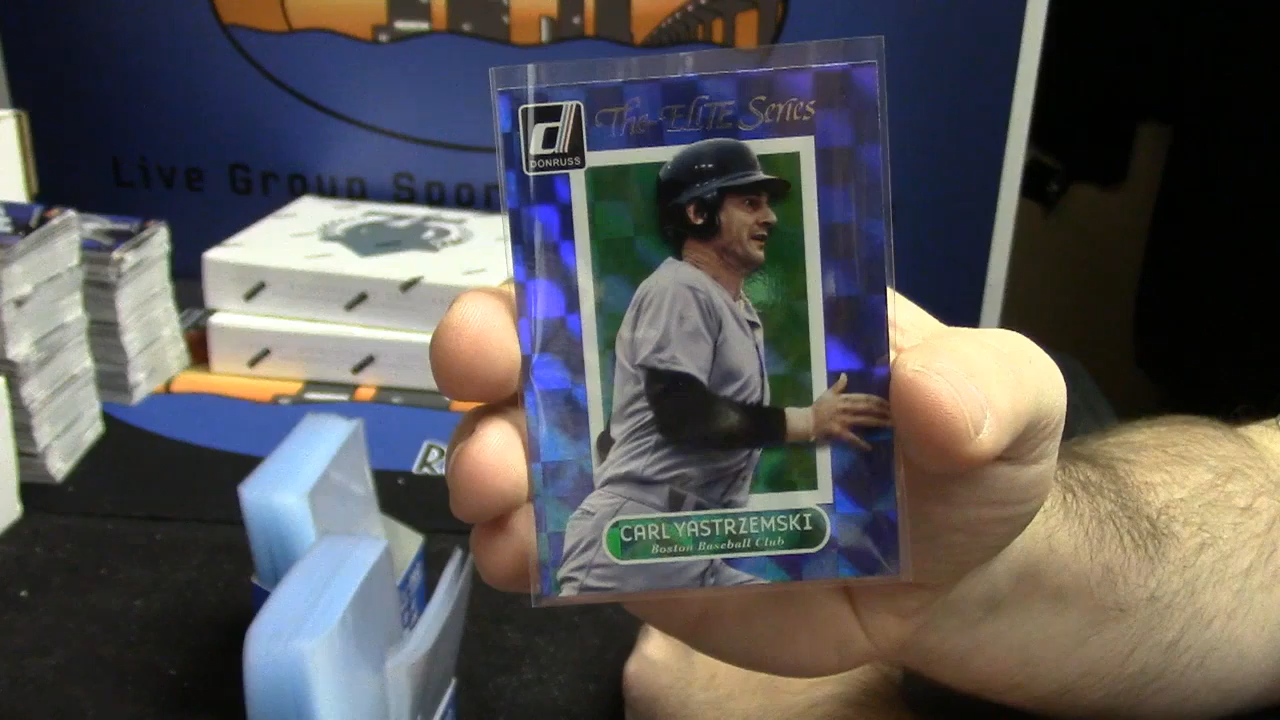 The ELITE Series
d
DONRUSS
Live Group Spor
CARL YASTRZEMSKI
Boston Baseball Club
R